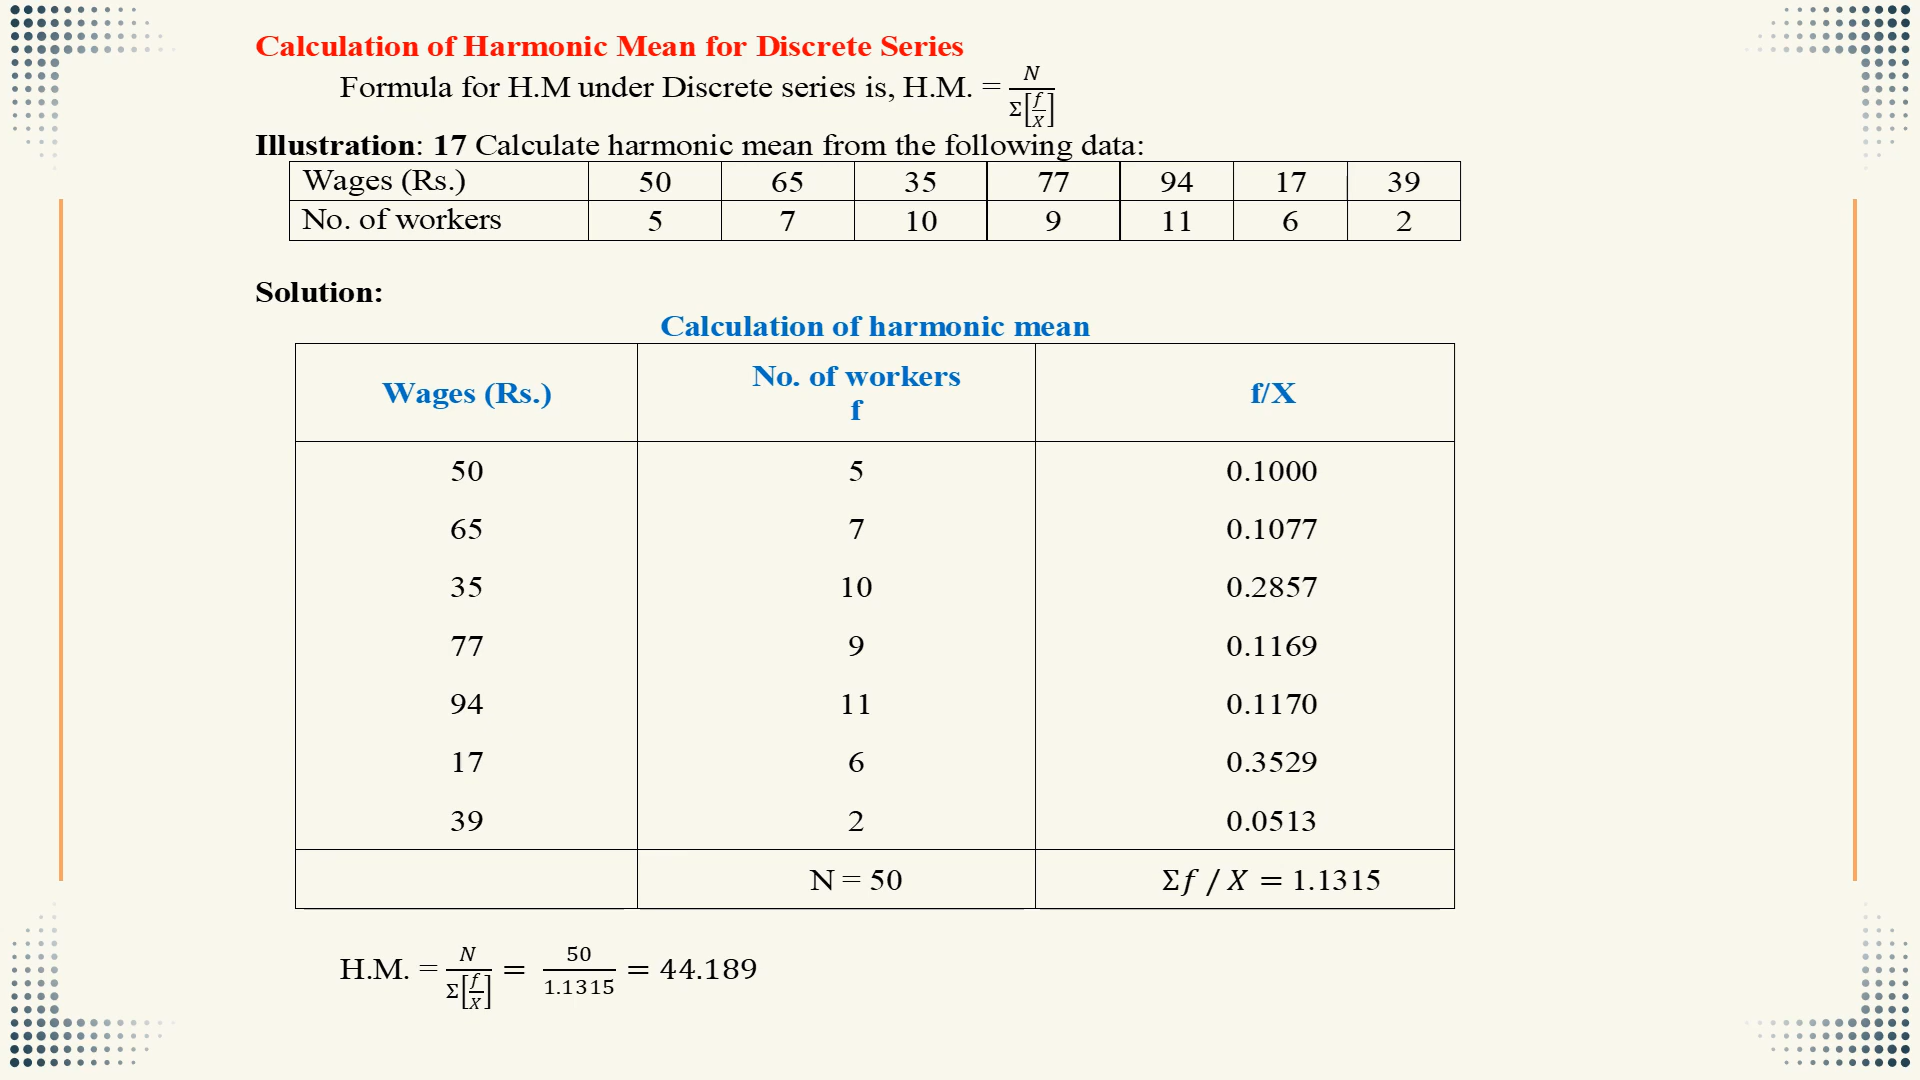 Calculation of Harmonic Mean for Discrete Series
Formula for H.M under Discrete series is, H.M. = N / Σ[f/X]
Illustration: 17 Calculate harmonic mean from the following data:
Wages (Rs.) 50 65 35 77 94 17 39
No. of workers 5 7 10 9 11 6 2
Solution:
Calculation of harmonic mean
Wages (Rs.) No. of workers f f/X
50 5 0.1000
65 7 0.1077
35 10 0.2857
77 9 0.1169
94 11 0.1170
17 6 0.3529
39 2 0.0513
N = 50 Σf / X = 1.1315
H.M. = N / Σ[f/X] = 50 / 1.1315 = 44.189